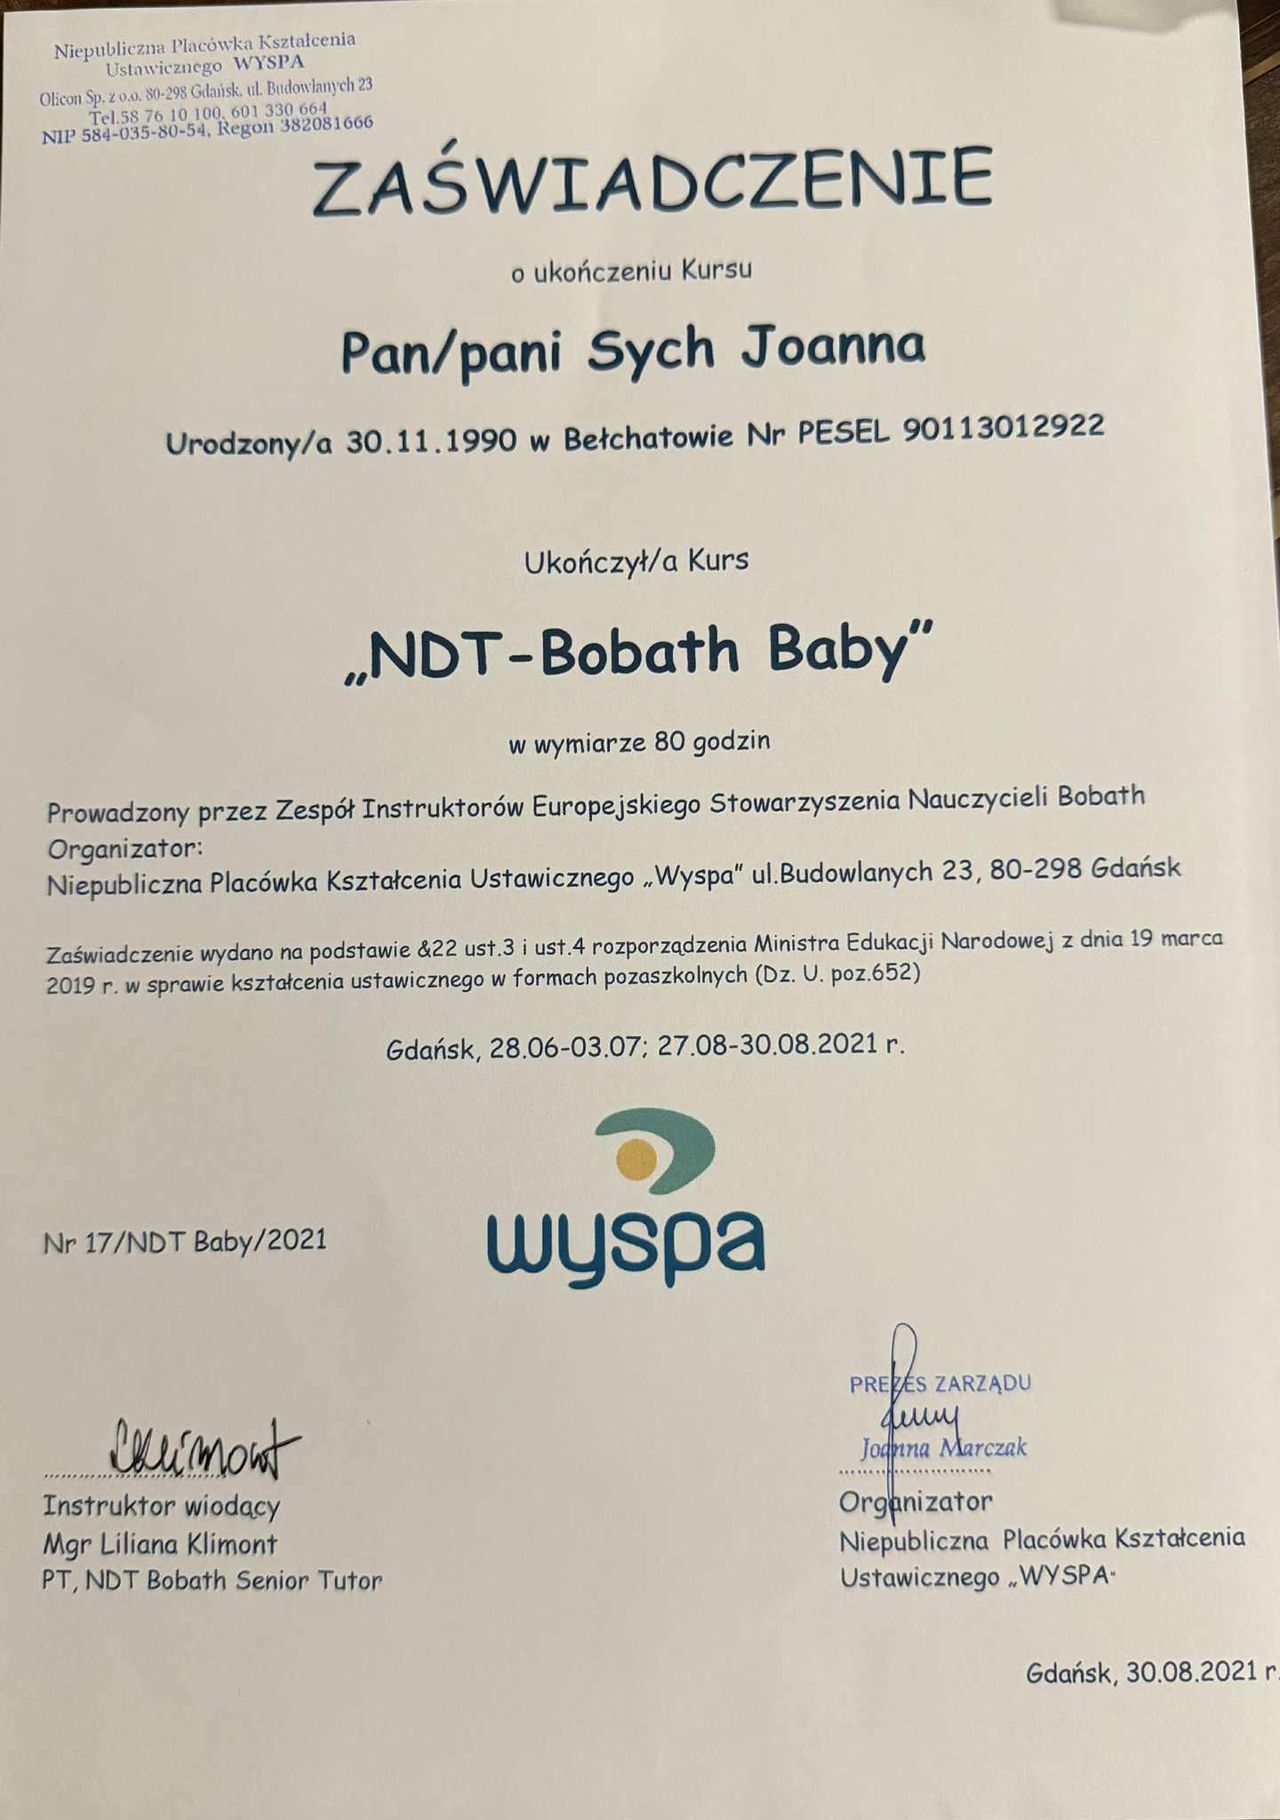 Niepubliczna Placówka Kształcenia
Ustawicznego WYSPA
Olicon Sp. z o.o. 80-298 Gdańsk, ul. Budowlanych 23
Tel.58 76 10 100, 601 330 664
NIP 584-035-80-54, Regon 382081666
ZAŚWIADCZENIE
o ukończeniu Kursu
Pan/pani Sych Joanna
Urodzony/a 30.11.1990 w Bełchatowie Nr PESEL 90113012922
Ukończył/a Kurs
„NDT-Bobath Baby”
w wymiarze 80 godzin
Prowadzony przez Zespół Instruktorów Europejskiego Stowarzyszenia Nauczycieli Bobath
Organizator:
Niepubliczna Placówka Kształcenia Ustawicznego „Wyspa” ul.Budowlanych 23, 80-298 Gdańsk
Zaświadczenie wydano na podstawie &22 ust.3 i ust.4 rozporządzenia Ministra Edukacji Narodowej z dnia 19 marca
2019 r. w sprawie kształcenia ustawicznego w formach pozaszkolnych (Dz. U. poz.652)
Gdańsk, 28.06-03.07; 27.08-30.08.2021 r.
wyspa
Nr 17/NDT Baby/2021
PREZES ZARZĄDU
Joanna Marczak
LKlimont
Instruktor wiodący
Mgr Liliana Klimont
PT, NDT Bobath Senior Tutor
Organizator
Niepubliczna Placówka Kształcenia
Ustawicznego „WYSPA”
Gdańsk, 30.08.2021 r.